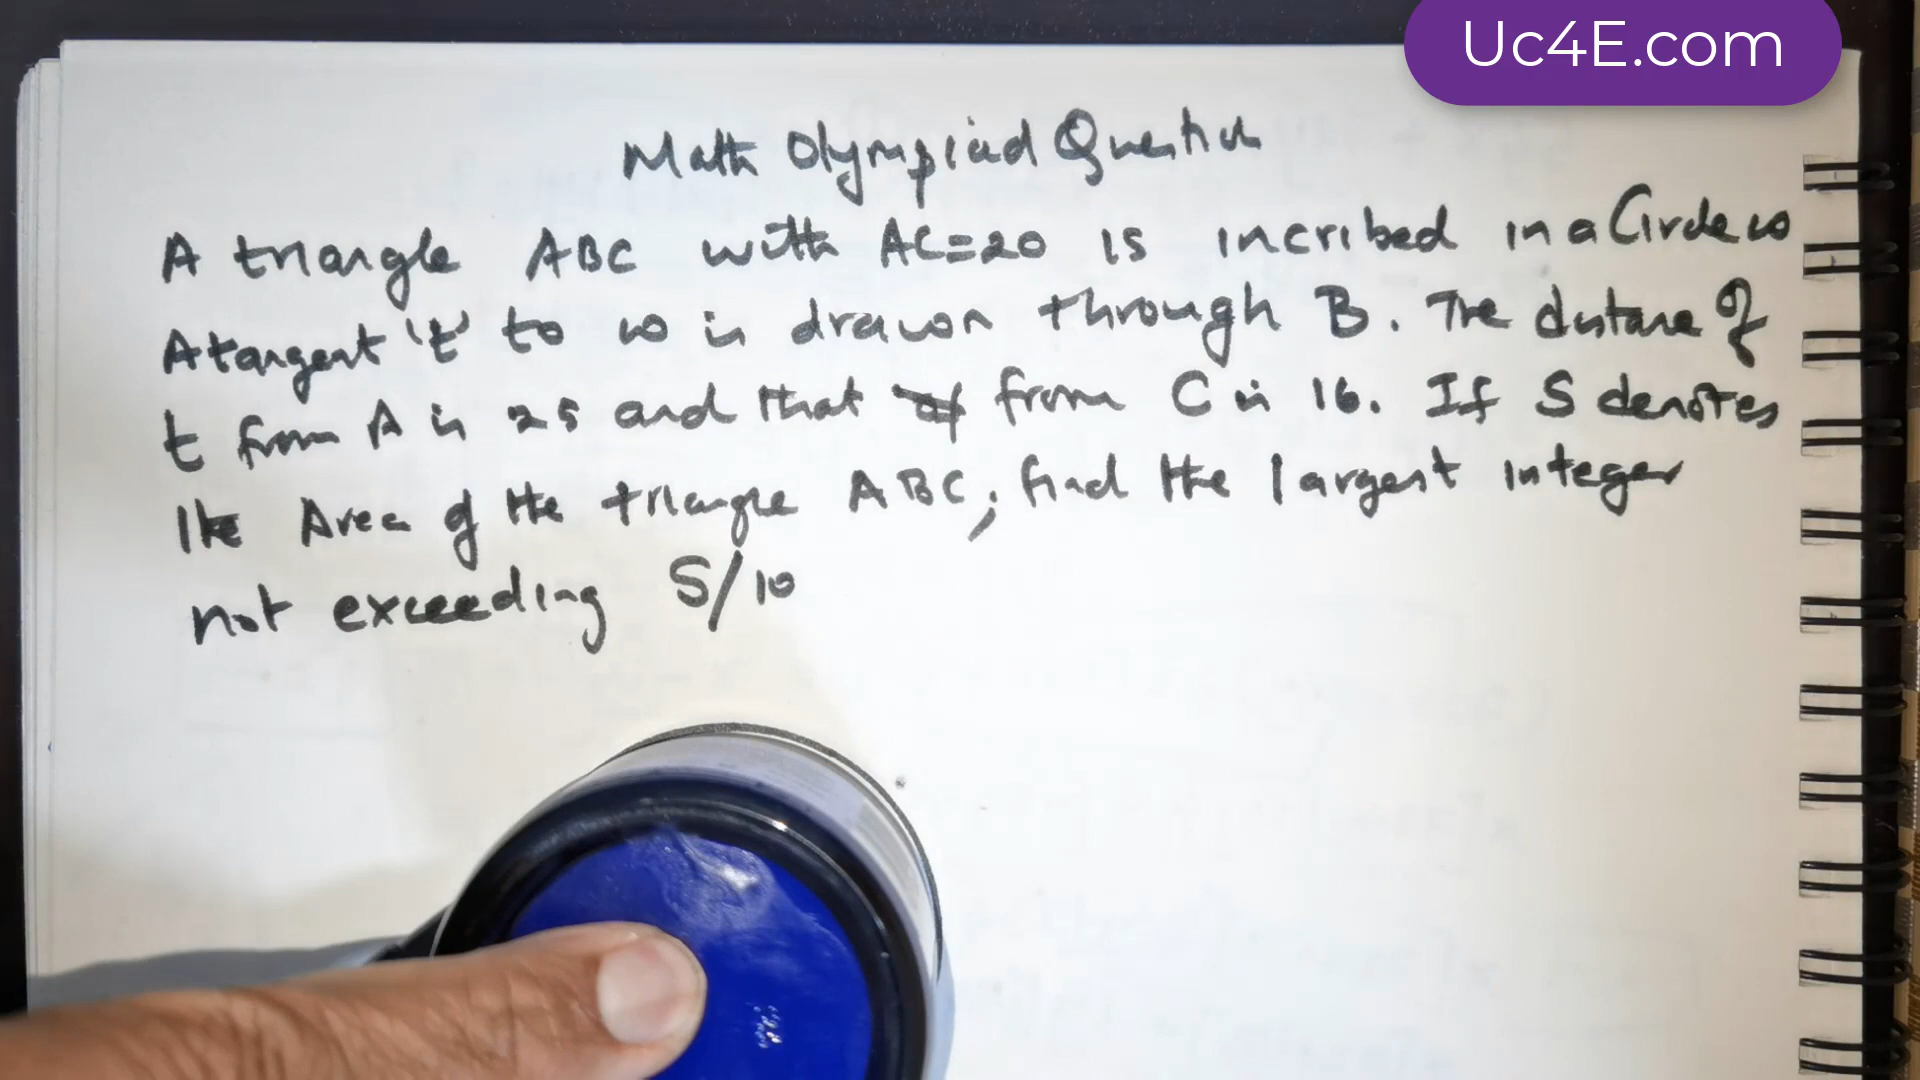 Uc4E.com
Math Olympiad Question
A triangle ABC with AC=20 is incribed in a Circle ω
A tangent 't' to ω is drawn through B. The distance of
t from A is 25 and that of from C is 16. If S denotes
the Area of the triangle ABC, find the largest integer
not exceeding S/10